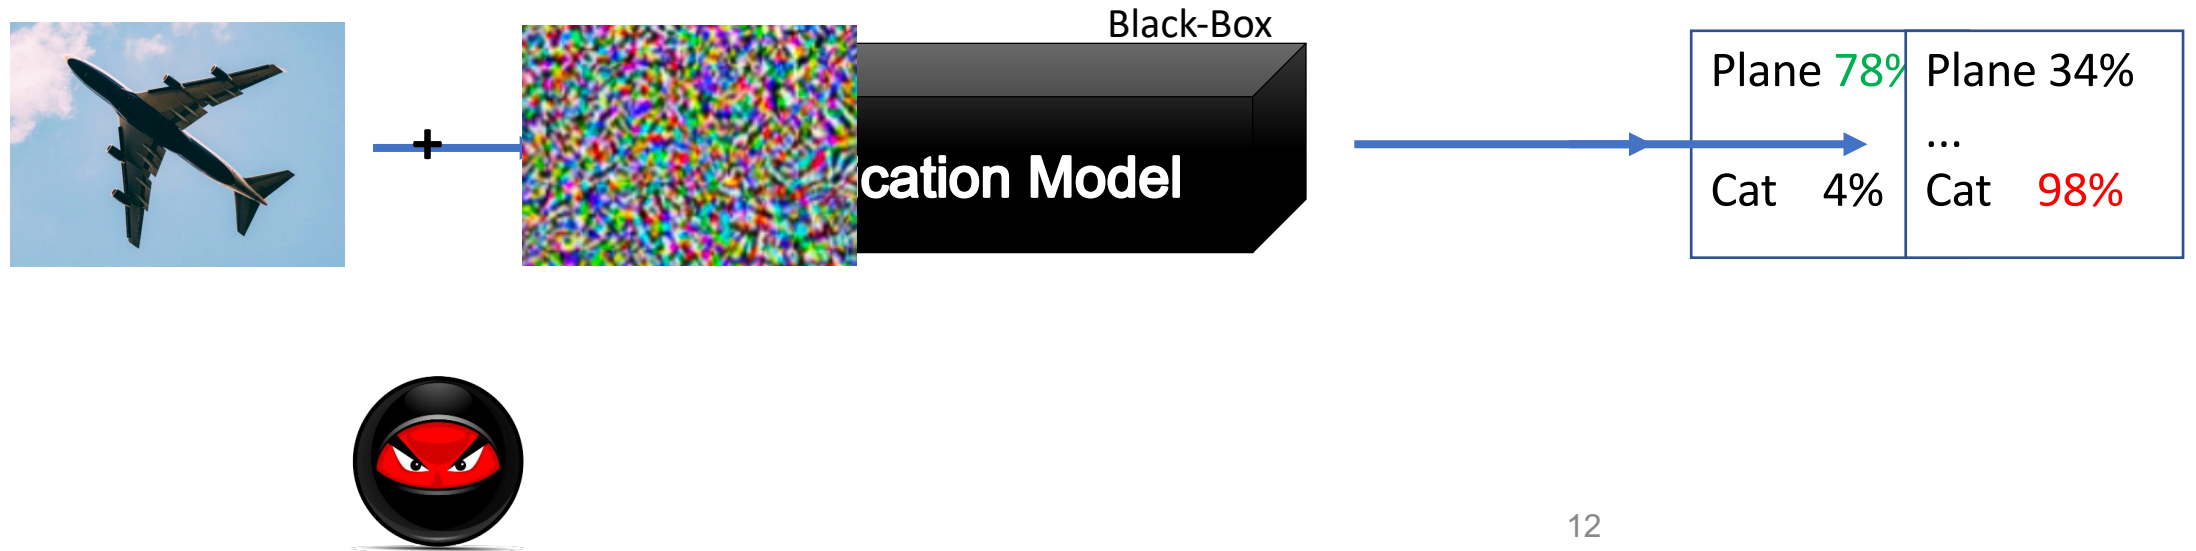 Black-Box
+
cation Model
Plane 78%
Cat 4%
Plane 34%
...
Cat 98%
12